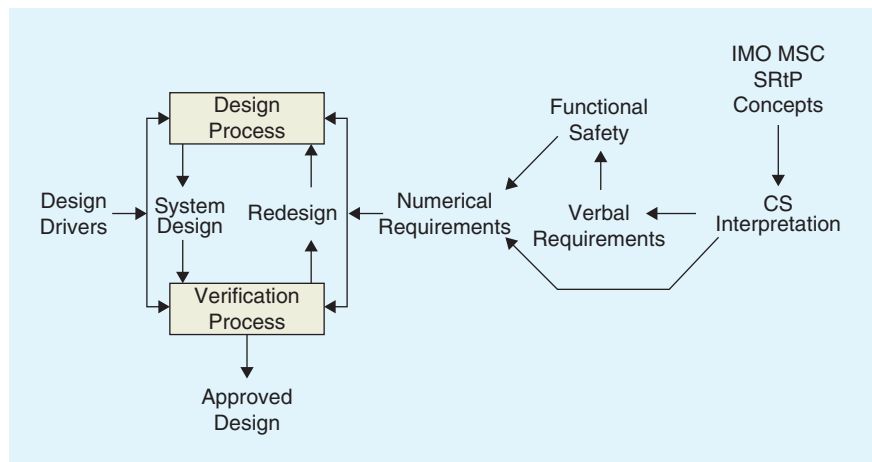 Design
Process
Design
Drivers
System
Design
Redesign
Verification
Process
Approved
Design
Numerical
Requirements
Functional
Safety
Verbal
Requirements
IMO MSC
SRtP
Concepts
CS
Interpretation